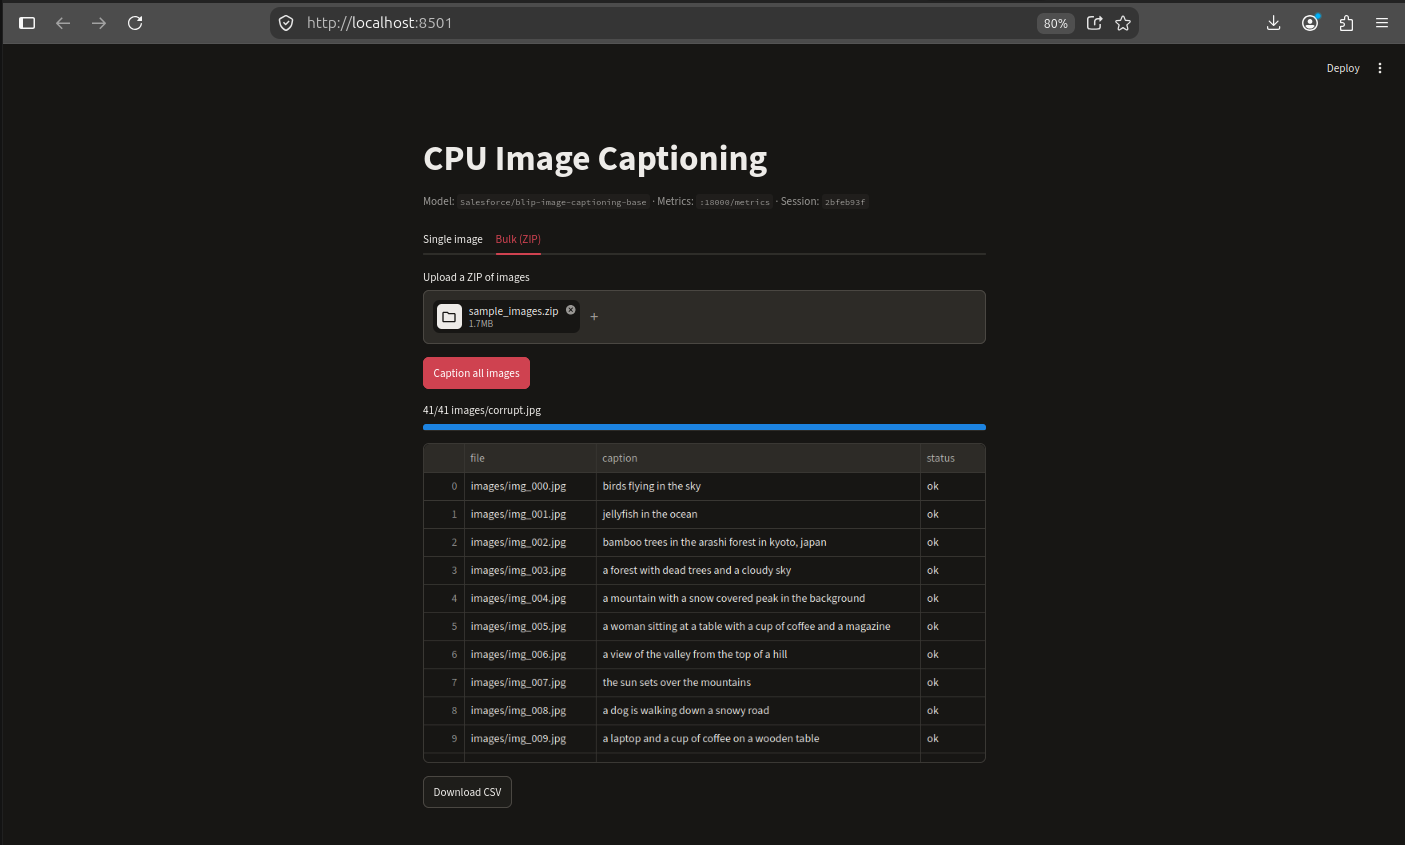 http://localhost:8501
80%
Deploy
CPU Image Captioning
Model: Salesforce/blip-image-captioning-base · Metrics: :18000/metrics · Session: 2bfeb93f
Single image Bulk (ZIP)
Upload a ZIP of images
sample_images.zip
1.7MB
+
Caption all images
41/41 images/corrupt.jpg
file caption status
0 images/img_000.jpg birds flying in the sky ok
1 images/img_001.jpg jellyfish in the ocean ok
2 images/img_002.jpg bamboo trees in the arashi forest in kyoto, japan ok
3 images/img_003.jpg a forest with dead trees and a cloudy sky ok
4 images/img_004.jpg a mountain with a snow covered peak in the background ok
5 images/img_005.jpg a woman sitting at a table with a cup of coffee and a magazine ok
6 images/img_006.jpg a view of the valley from the top of a hill ok
7 images/img_007.jpg the sun sets over the mountains ok
8 images/img_008.jpg a dog is walking down a snowy road ok
9 images/img_009.jpg a laptop and a cup of coffee on a wooden table ok
Download CSV